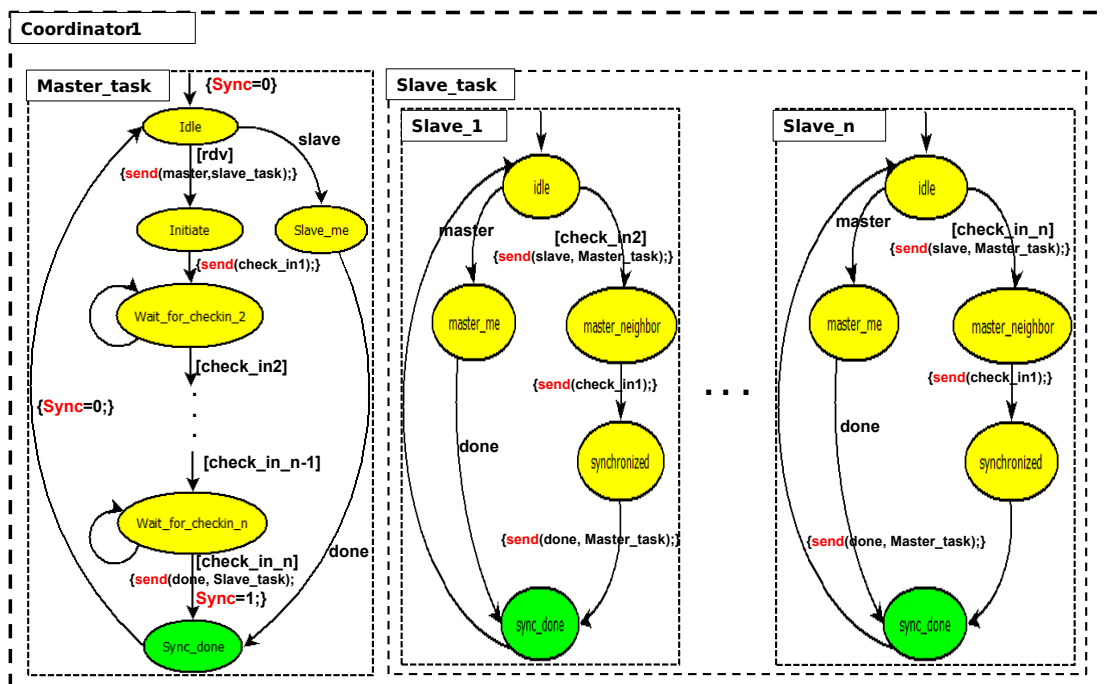 Coordinator1
Master_task
{Sync=0}
Idle
slave
[rdv]
{send(master,slave_task);}
Initiate
Slave_me
{send(check_in1);}
Wait_for_checkin_2
[check_in2]
.
.
.
{Sync=0;}
[check_in_n-1]
Wait_for_checkin_n
done
[check_in_n]
{send(done, Slave_task);
Sync=1;}
Sync_done
Slave_task
Slave_1
idle
master
[check_in2]
{send(slave, Master_task);}
master_me
master_neighbor
{send(check_in1);}
done
synchronized
{send(done, Master_task);}
sync_done
. . .
Slave_n
idle
master
[check_in_n]
{send(slave, Master_task);}
master_me
master_neighbor
{send(check_in1);}
done
synchronized
{send(done, Master_task);}
sync_done